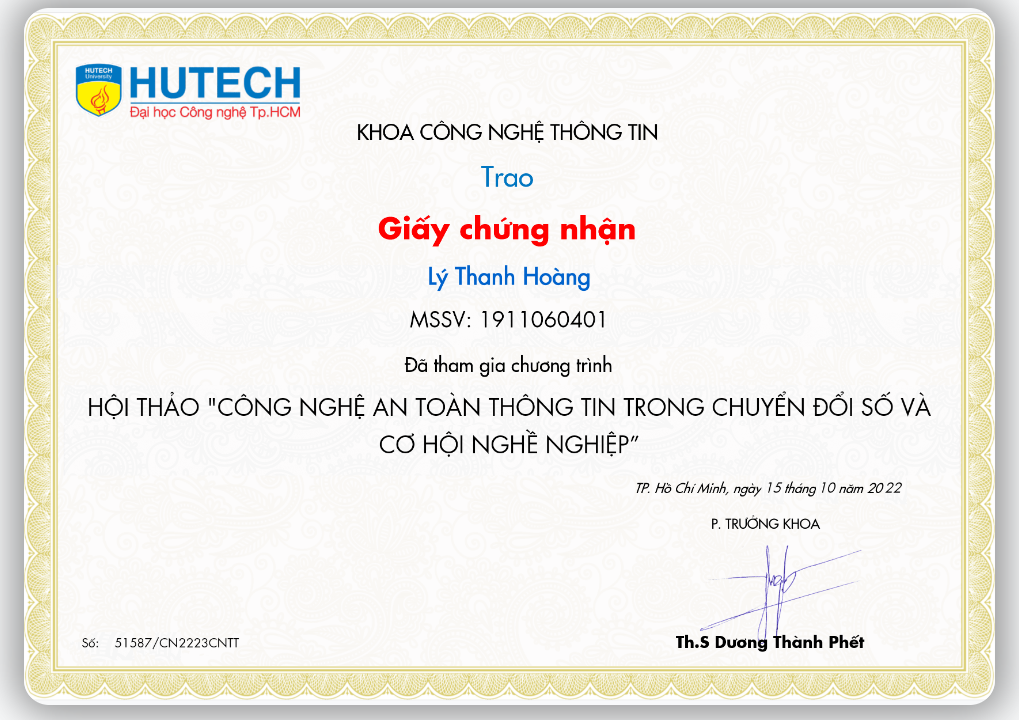 HUTECH
University
HUTECH
Đại học Công nghệ Tp.HCM
KHOA CÔNG NGHỆ THÔNG TIN
Trao
Giấy chứng nhận
Lý Thanh Hoàng
MSSV: 1911060401
Đã tham gia chương trình
HỘI THẢO "CÔNG NGHỆ AN TOÀN THÔNG TIN TRONG CHUYỂN ĐỔI SỐ VÀ
CƠ HỘI NGHỀ NGHIỆP”
TP. Hồ Chí Minh, ngày 15 tháng 10 năm 2022
P. TRƯỞNG KHOA
Th.S Dương Thành Phết
Số: 51587/CN2223CNTT